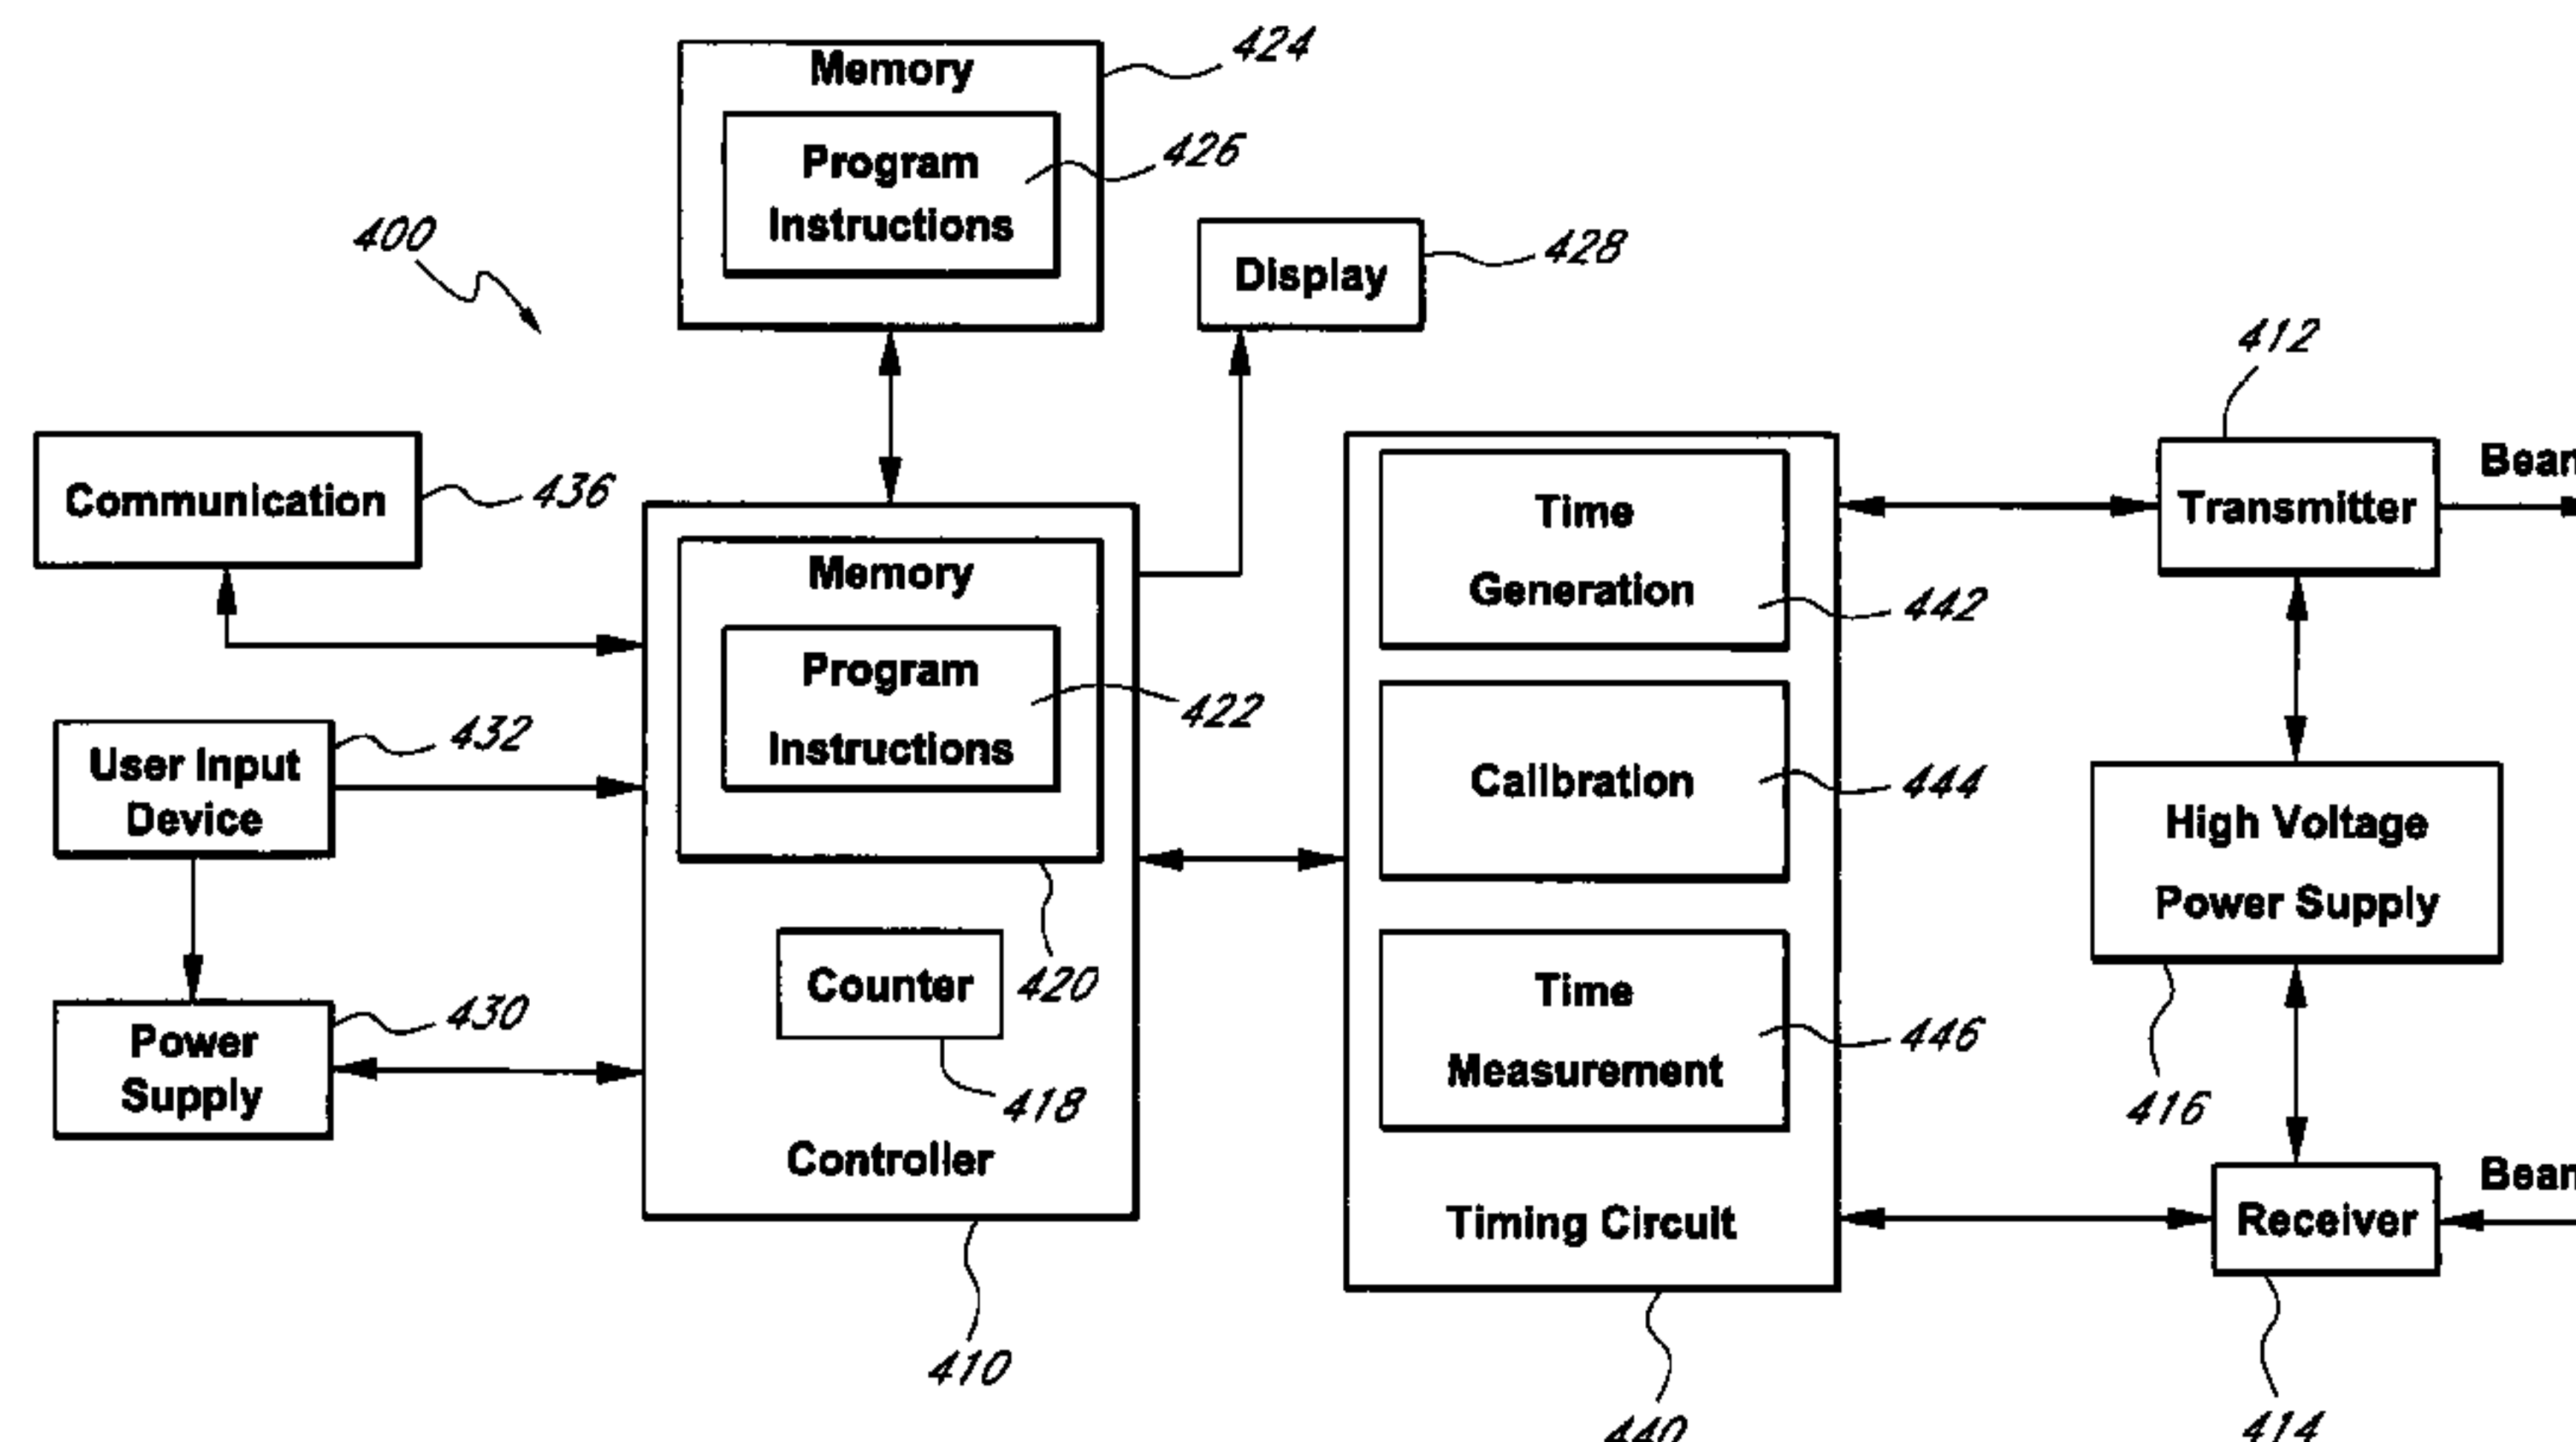 424
Memory
Program
Instructions
426
400
Display
428
412
Communication
436
Memory
Program
Instructions
422
420
Counter
418
Controller
410
User Input
Device
432
Power
Supply
430
Time
Generation
442
Calibration
444
Time
Measurement
446
Timing Circuit
440
Transmitter
High Voltage
Power Supply
416
Receiver
414